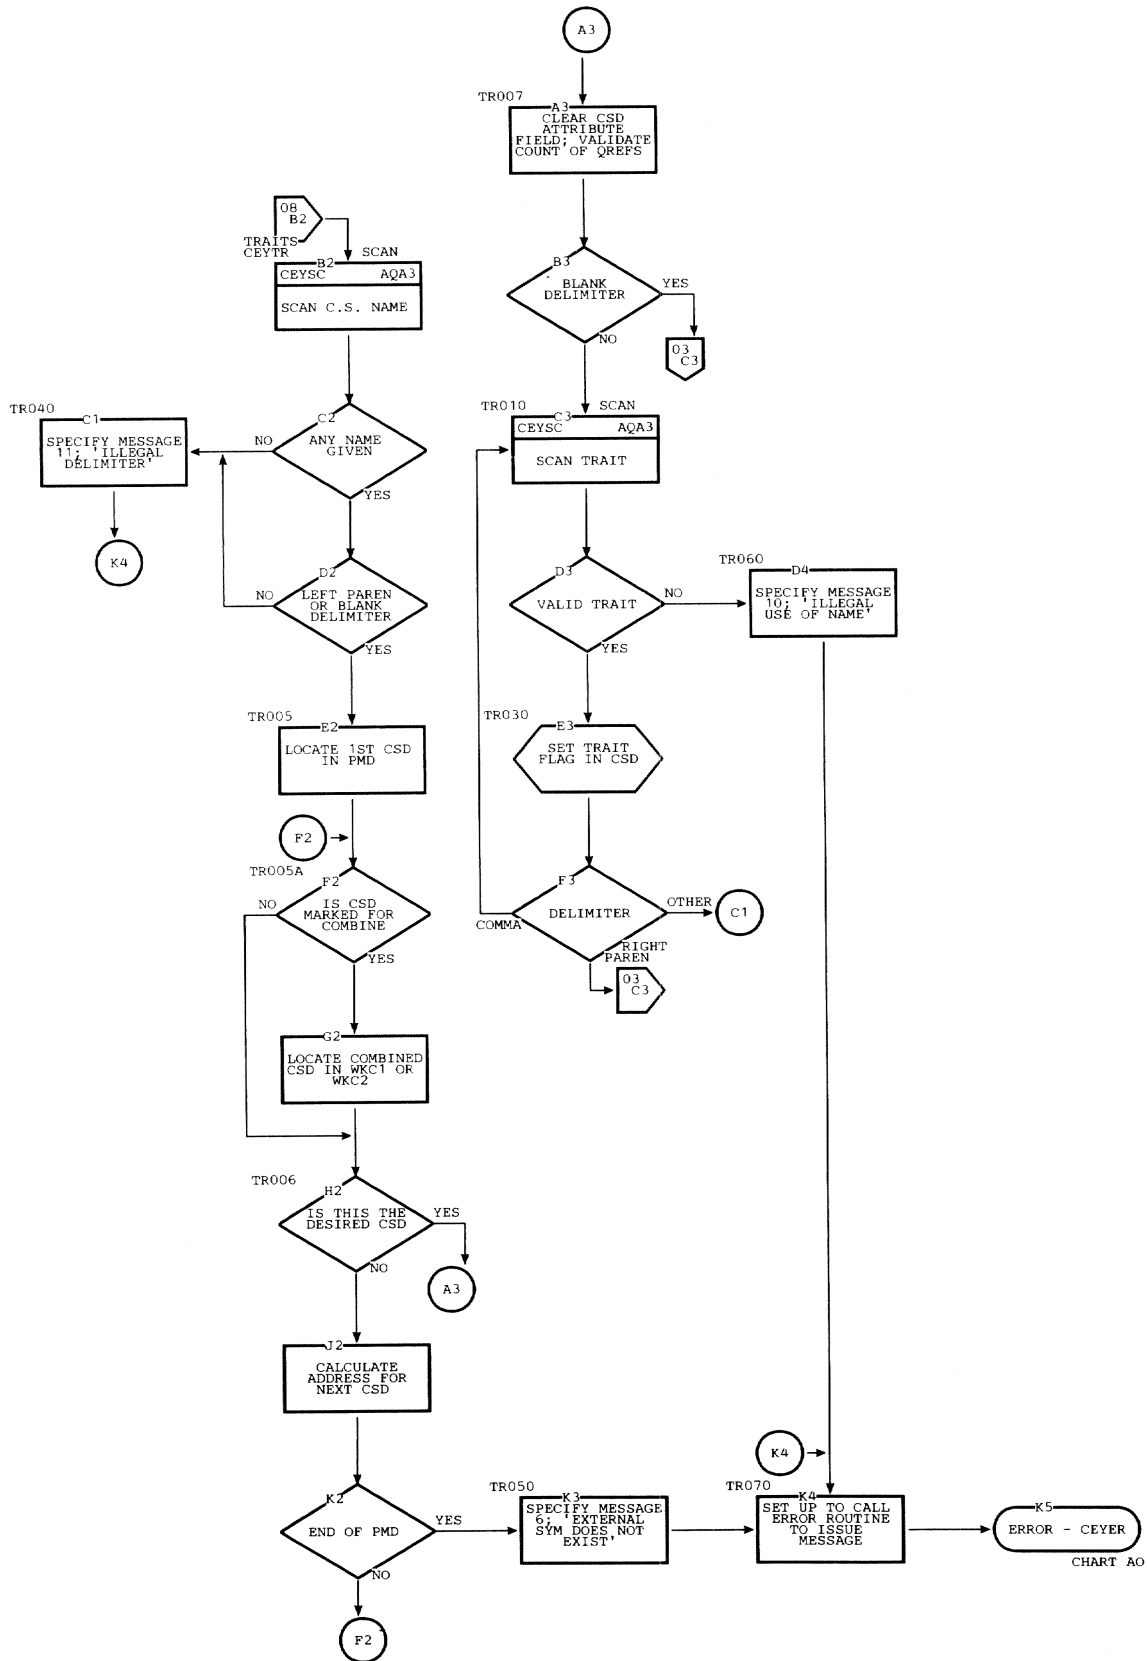 A3
TR007
A3
CLEAR CSD
ATTRIBUTE
FIELD; VALIDATE
COUNT OF QREFS
08
B2
TRAITS
CEYTR
SCAN
B2
CEYSC AQA3
SCAN C.S. NAME
B3
BLANK
DELIMITER
YES
NO
03
C3
TR040
C1
SPECIFY MESSAGE
11; 'ILLEGAL
DELIMITER'
NO
C2
ANY NAME
GIVEN
YES
TR010
SCAN
C3
CEYSC AQA3
SCAN TRAIT
K4
NO
D2
LEFT PAREN
OR BLANK
DELIMITER
YES
D3
VALID TRAIT
NO
YES
TR060
D4
SPECIFY MESSAGE
10; 'ILLEGAL
USE OF NAME'
TR005
E2
LOCATE 1ST CSD
IN PMD
TR030
E3
SET TRAIT
FLAG IN CSD
F2
TR005A
F2
NO
IS CSD
MARKED FOR
COMBINE
YES
F3
DELIMITER
COMMA
OTHER
C1
RIGHT
PAREN
03
C3
G2
LOCATE COMBINED
CSD IN WKC1 OR
WKC2
TR006
H2
IS THIS THE
DESIRED CSD
YES
NO
A3
J2
CALCULATE
ADDRESS FOR
NEXT CSD
K4
K2
END OF PMD
YES
NO
TR050
K3
SPECIFY MESSAGE
6; 'EXTERNAL
SYM DOES NOT
EXIST'
TR070
K4
SET UP TO CALL
ERROR ROUTINE
TO ISSUE
MESSAGE
K5
ERROR - CEYER
CHART AO
F2